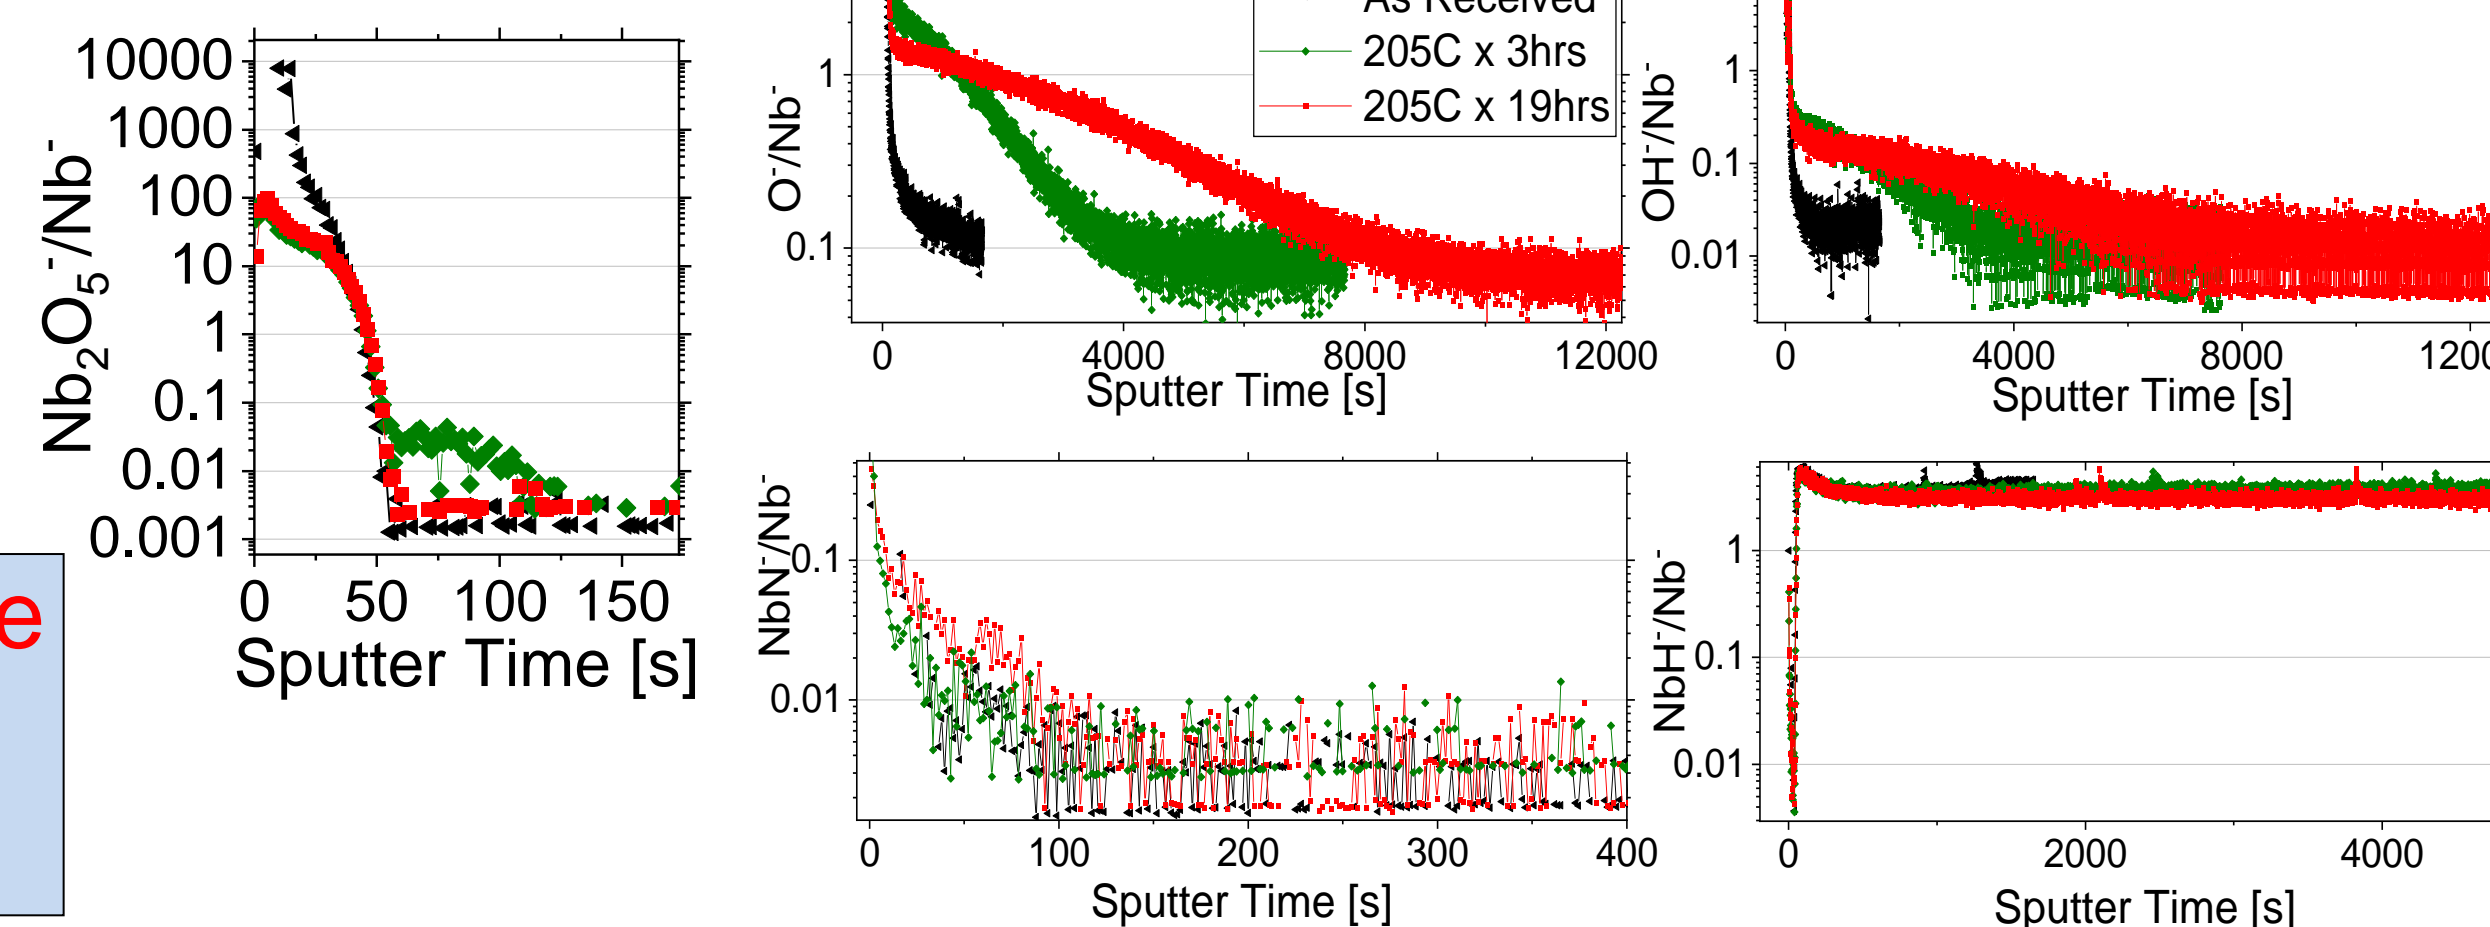 Nb2O5-/Nb-
10000
1000
100
10
1
0.1
0.01
0.001
0 50 100 150
Sputter Time [s]
e
O-/Nb-
1
0.1
0 4000 8000 12000
Sputter Time [s]
As Received
205C x 3hrs
205C x 19hrs
OH-/Nb-
1
0.1
0.01
0 4000 8000 1200
Sputter Time [s]
NbN-/Nb-
0.1
0.01
0 100 200 300 400
Sputter Time [s]
NbH-/Nb-
1
0.1
0.01
0 2000 4000
Sputter Time [s]